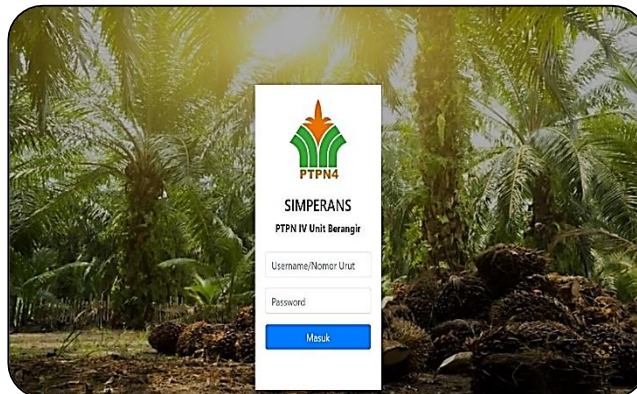 PTPN4
SIMPERANS
PTPN IV Unit Berangir
Username/Nomor Urut
Password
Masuk